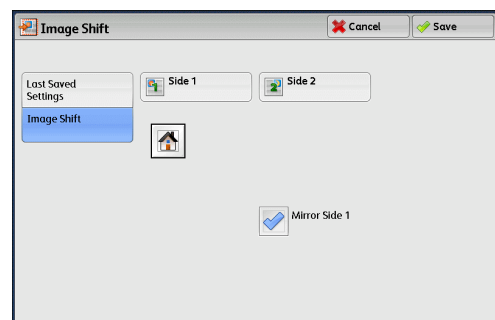 Image Shift
Cancel
Save
Last Saved
Settings
Side 1
Side 2
Image Shift
Mirror Side 1